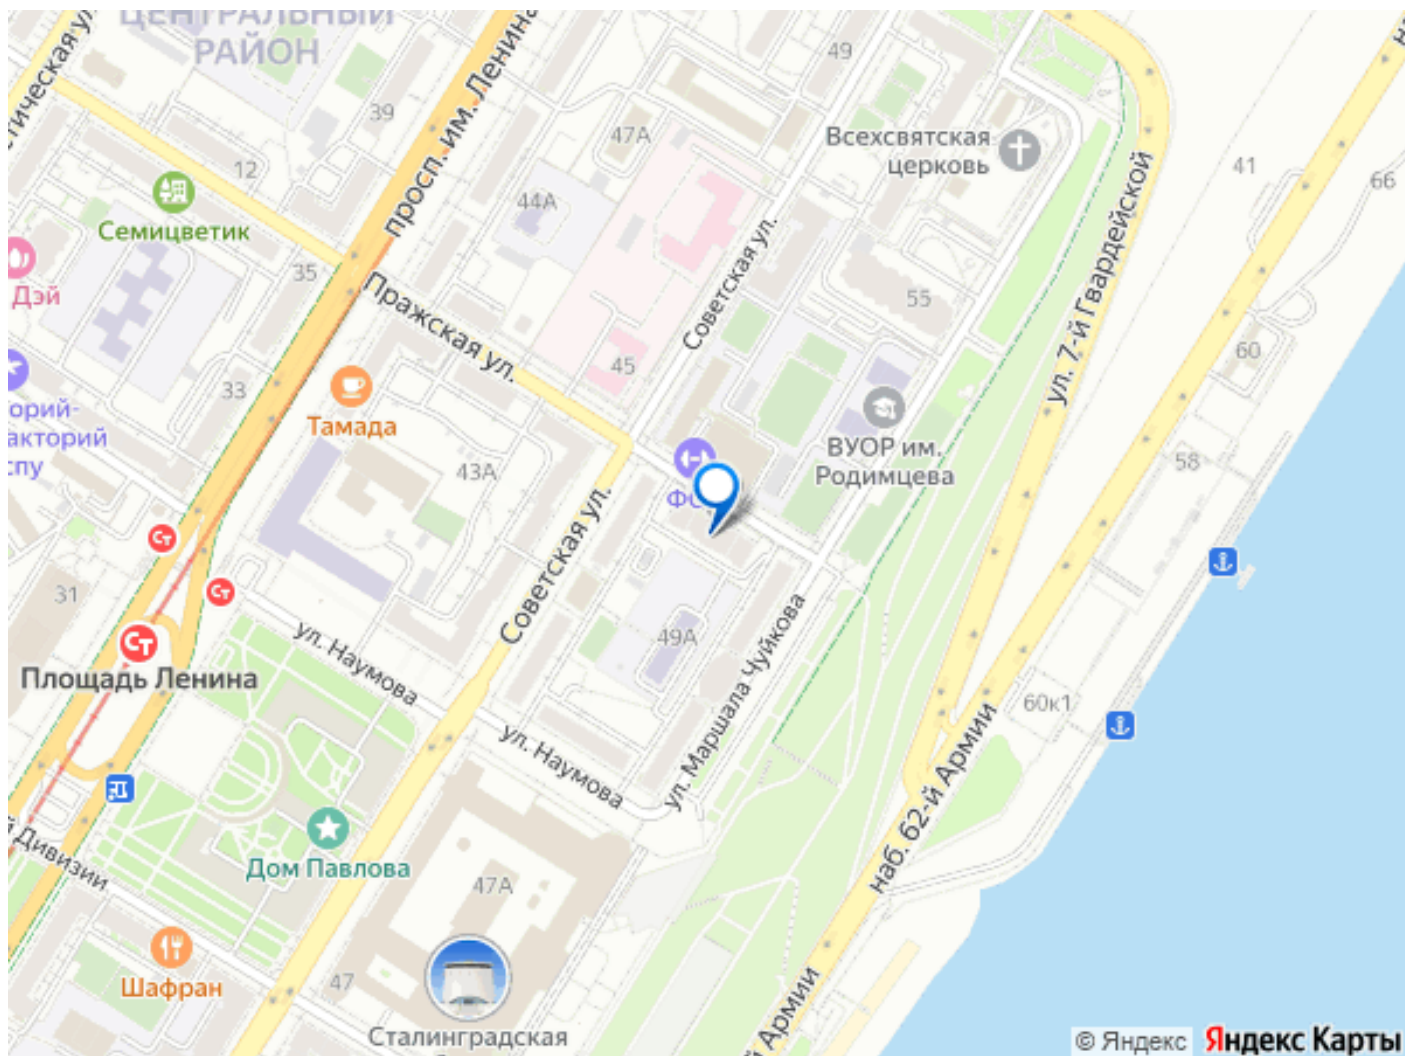 ЦЕНТРАЛЬНЫЙ
РАЙОН
просп. им. Ленина
49
39
47А
Всехсвятская
церковь
12
41
66
44А
Семицветик
35
Дэй
Пражская ул.
Советская ул.
55
ул. 7-й Гвардейской
45
60
33
Тамада
ВУОР им.
Родимцева
43А
58
31
Советская ул.
49А
ул. Маршала Чуйкова
Площадь Ленина
ул. Наумова
60к1
ул. Наумова
наб. 62-й Армии
Дом Павлова
й Дивизии
47А
Шафран
47
Сталинградская
й Армии
© Яндекс Яндекс Карты